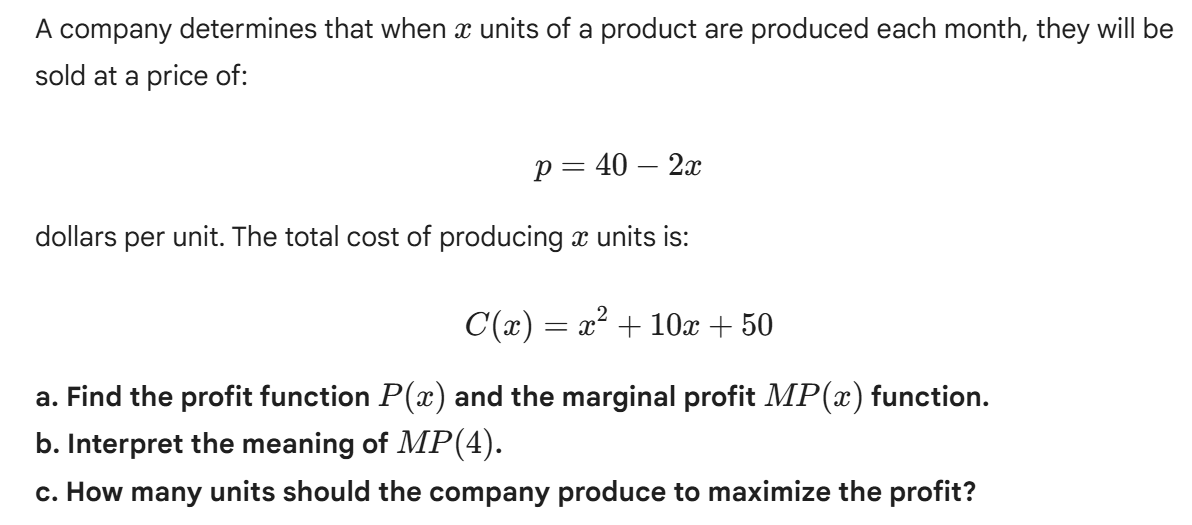 A company determines that when x units of a product are produced each month, they will be
sold at a price of:
p = 40 − 2x
dollars per unit. The total cost of producing x units is:
C(x) = x² + 10x + 50
a. Find the profit function P(x) and the marginal profit MP(x) function.
b. Interpret the meaning of MP(4).
c. How many units should the company produce to maximize the profit?